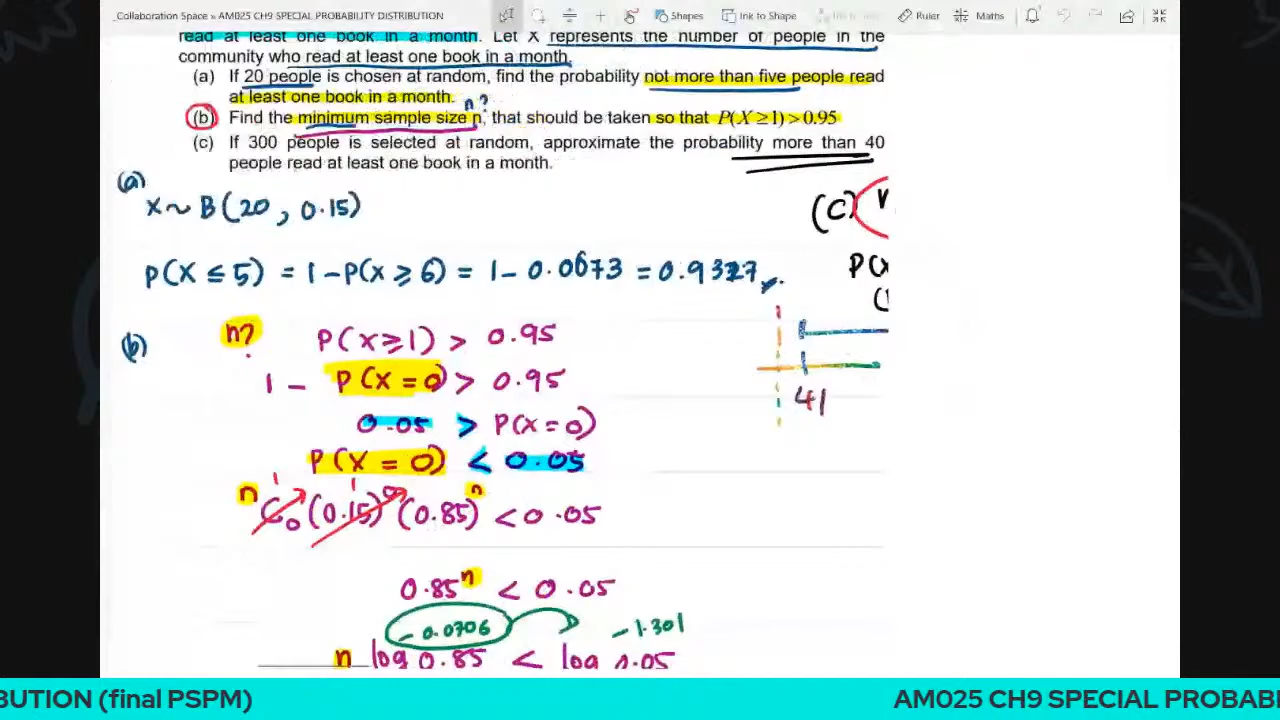 _Collaboration Space » AM025 CH9 SPECIAL PROBABILITY DISTRIBUTION
Shapes Ink to Shape Ruler Maths
read at least one book in a month. Let X represents the number of people in the
community who read at least one book in a month.
(a) If 20 people is chosen at random, find the probability not more than five people read
at least one book in a month.
n?
(b) Find the minimum sample size n, that should be taken so that P(X ≥ 1) > 0.95
(c) If 300 people is selected at random, approximate the probability more than 40
people read at least one book in a month.
(a)
X ~ B(20, 0.15)
(c)
P(X ≤ 5) = 1 - P(X ≥ 6) = 1 - 0.0673 = 0.9327
P(X
(b) n? P(X ≥ 1) > 0.95
1 - P(X = 0) > 0.95
41
0.05 > P(X = 0)
P(X = 0) < 0.05
1 1
n C 0 (0.15)^0 (0.85)^n < 0.05
0.85^n < 0.05
-0.0706 -1.301
n log 0.85 < log 0.05
BUTION (final PSPM) AM025 CH9 SPECIAL PROBABI